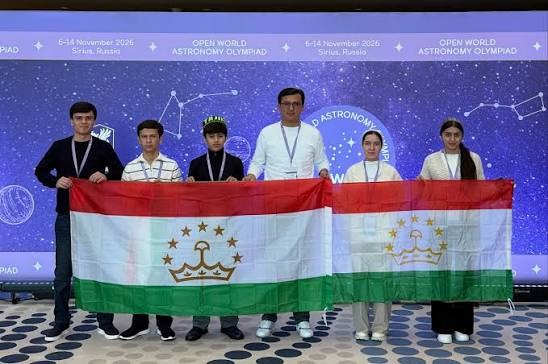 6-14 November 2026
Sirius, Russia
OPEN WORLD
ASTRONOMY OLYMPIAD
6-14 November 2026
Sirius, Russia
OPEN WORLD
ASTRONOMY OLYMPIAD